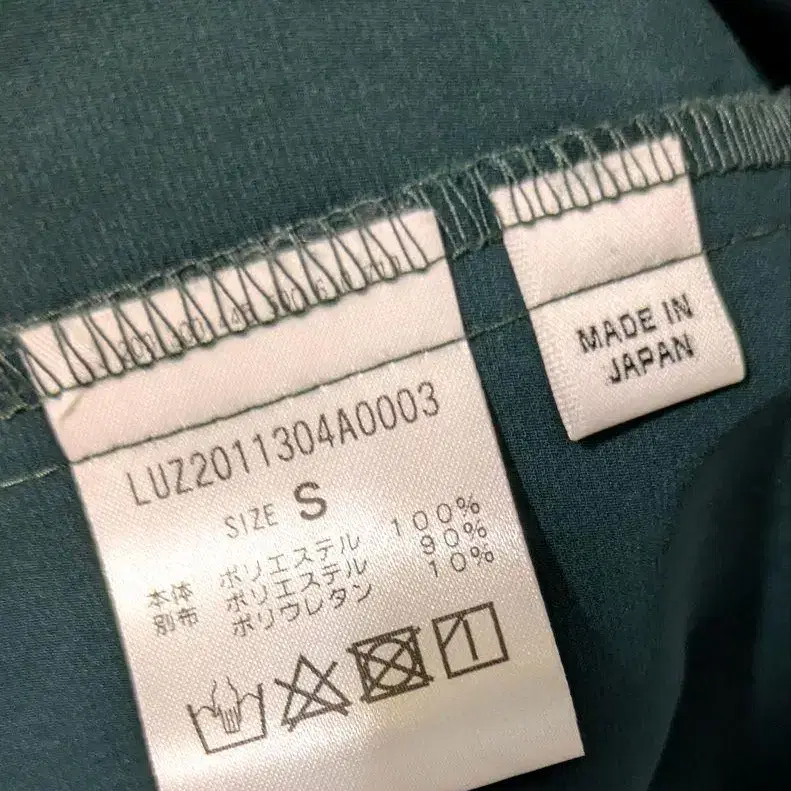 LUZ2011304A0003
SIZE S
本体 ポリエステル 100%
別布 ポリエステル 90%
ポリウレタン 10%
MADE IN
JAPAN